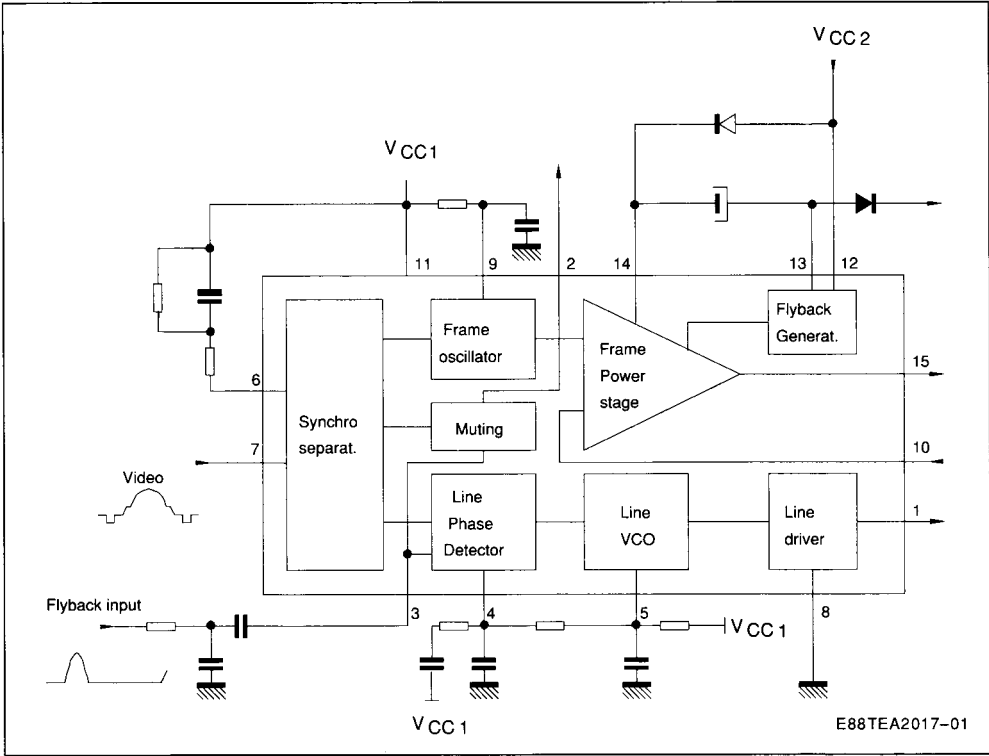 V CC 2
V CC 1
11
9
2
14
13
12
Flyback
Generat.
Frame
oscillator
Frame
Power
stage
15
6
Synchro
separat.
Muting
7
10
Video
Line
Phase
Detector
Line
VCO
Line
driver
1
Flyback input
3
4
5
8
V CC 1
V CC 1
E88TEA2017-01